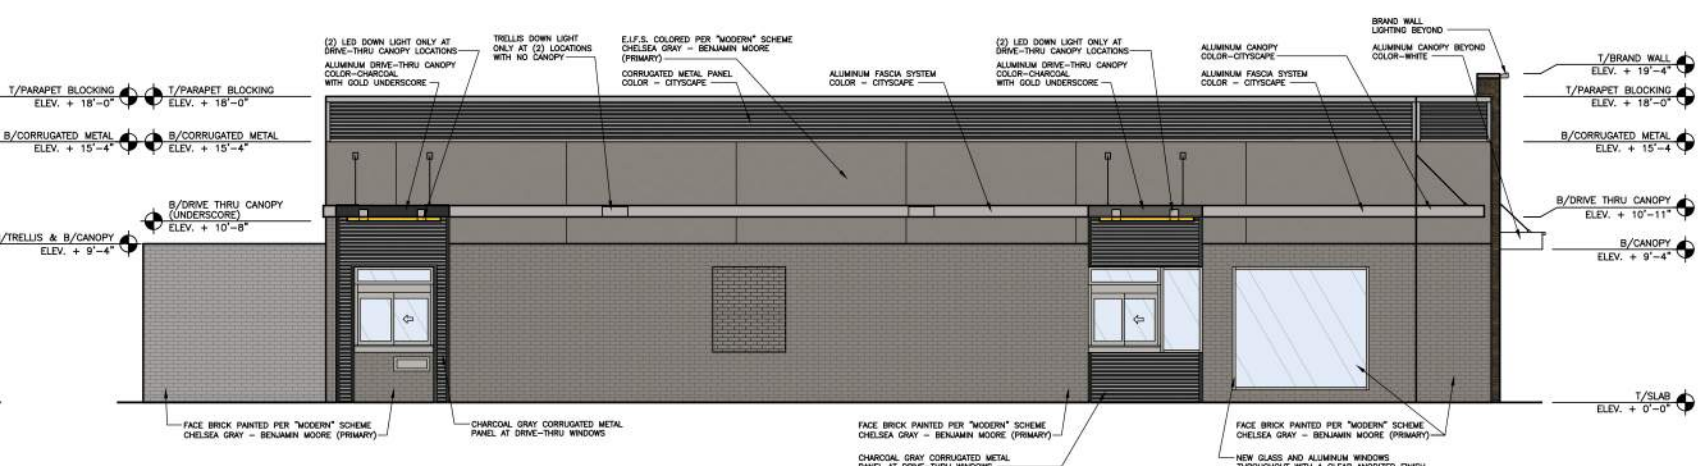 BRAND WALL
LIGHTING BEYOND
(2) LED DOWN LIGHT ONLY AT
DRIVE-THRU CANOPY LOCATIONS
ALUMINUM DRIVE-THRU CANOPY
COLOR-CHARCOAL
WITH GOLD UNDERSCORE
TRELLIS DOWN LIGHT
ONLY AT (2) LOCATIONS
WITH NO CANOPY
E.I.F.S. COLORED PER "MODERN" SCHEME
CHELSEA GRAY - BENJAMIN MOORE
(PRIMARY)
CORRUGATED METAL PANEL
COLOR - CITYSCAPE
ALUMINUM FASCIA SYSTEM
COLOR - CITYSCAPE
(2) LED DOWN LIGHT ONLY AT
DRIVE-THRU CANOPY LOCATIONS
ALUMINUM DRIVE-THRU CANOPY
COLOR-CHARCOAL
WITH GOLD UNDERSCORE
ALUMINUM CANOPY
COLOR-CITYSCAPE
ALUMINUM FASCIA SYSTEM
COLOR - CITYSCAPE
ALUMINUM CANOPY BEYOND
COLOR-WHITE
T/PARAPET BLOCKING
ELEV. + 18'-0"
T/PARAPET BLOCKING
ELEV. + 18'-0"
B/CORRUGATED METAL
ELEV. + 15'-4"
B/CORRUGATED METAL
ELEV. + 15'-4"
B/DRIVE THRU CANOPY
(UNDERSCORE)
ELEV. + 10'-8"
/TRELLIS & B/CANOPY
ELEV. + 9'-4"
T/BRAND WALL
ELEV. + 19'-4"
T/PARAPET BLOCKING
ELEV. + 18'-0"
B/CORRUGATED METAL
ELEV. + 15'-4
B/DRIVE THRU CANOPY
ELEV. + 10'-11"
B/CANOPY
ELEV. + 9'-4"
T/SLAB
ELEV. + 0'-0"
FACE BRICK PAINTED PER "MODERN" SCHEME
CHELSEA GRAY - BENJAMIN MOORE (PRIMARY)
CHARCOAL GRAY CORRUGATED METAL
PANEL AT DRIVE-THRU WINDOWS
FACE BRICK PAINTED PER "MODERN" SCHEME
CHELSEA GRAY - BENJAMIN MOORE (PRIMARY)
CHARCOAL GRAY CORRUGATED METAL
PANEL AT DRIVE-THRU WINDOWS
FACE BRICK PAINTED PER "MODERN" SCHEME
CHELSEA GRAY - BENJAMIN MOORE (PRIMARY)
NEW GLASS AND ALUMINUM WINDOWS
THROUGHOUT WITH A CLEAR ANODIZED FINISH